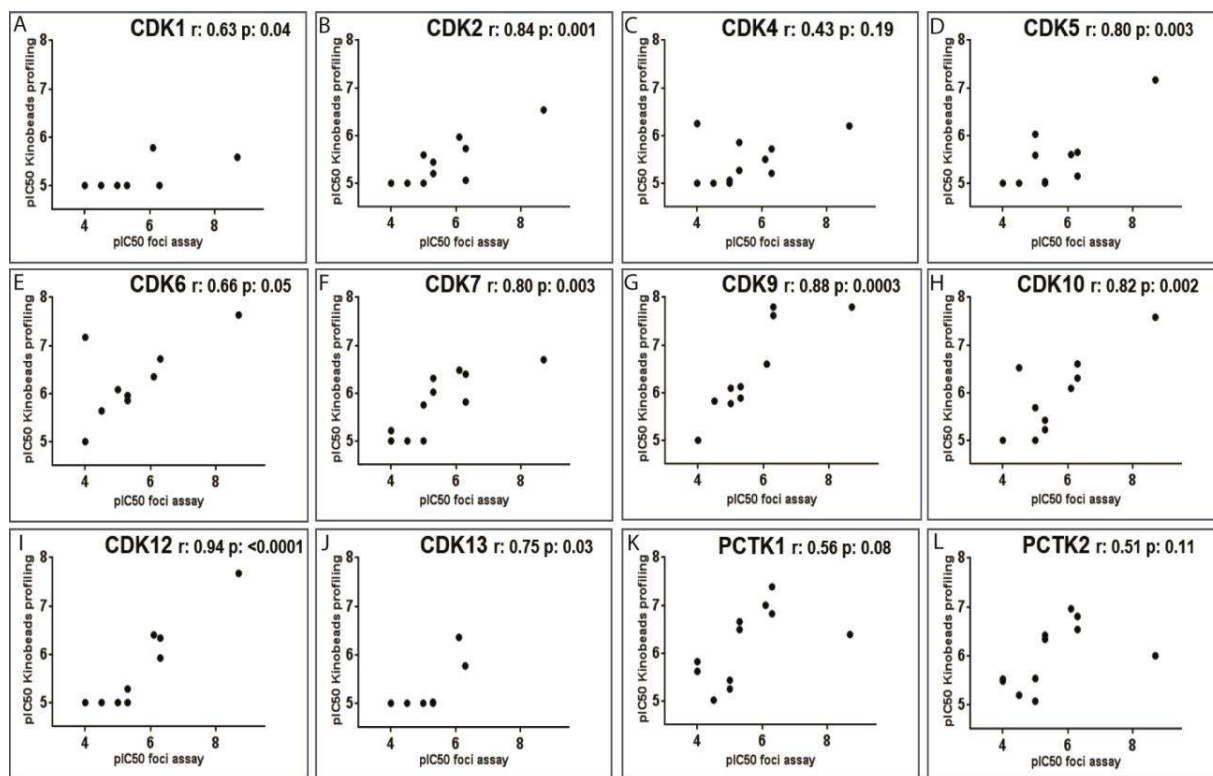 A CDK1 r: 0.63 p: 0.04
pIC50 Kinobeads profiling
8
7
6
5
4 6 8
pIC50 foci assay
B CDK2 r: 0.84 p: 0.001
pIC50 Kinobeads profiling
8
7
6
5
4 6 8
pIC50 foci assay
C CDK4 r: 0.43 p: 0.19
pIC50 Kinobeads profiling
8
7
6
5
4 6 8
pIC50 foci assay
D CDK5 r: 0.80 p: 0.003
pIC50 Kinobeads profiling
8
7
6
5
4 6 8
pIC50 foci assay
E CDK6 r: 0.66 p: 0.05
pIC50 Kinobeads profiling
8
7
6
5
4 6 8
pIC50 foci assay
F CDK7 r: 0.80 p: 0.003
pIC50 Kinobeads profiling
8
7
6
5
4 6 8
pIC50 foci assay
G CDK9 r: 0.88 p: 0.0003
pIC50 Kinobeads profiling
8
7
6
5
4 6 8
pIC50 foci assay
H CDK10 r: 0.82 p: 0.002
pIC50 Kinobeads profiling
8
7
6
5
4 6 8
pIC50 foci assay
I CDK12 r: 0.94 p: <0.0001
pIC50 Kinobeads profiling
8
7
6
5
4 6 8
pIC50 foci assay
J CDK13 r: 0.75 p: 0.03
pIC50 Kinobeads profiling
8
7
6
5
4 6 8
pIC50 foci assay
K PCTK1 r: 0.56 p: 0.08
pIC50 Kinobeads profiling
8
7
6
5
4 6 8
pIC50 foci assay
L PCTK2 r: 0.51 p: 0.11
pIC50 Kinobeads profiling
8
7
6
5
4 6 8
pIC50 foci assay